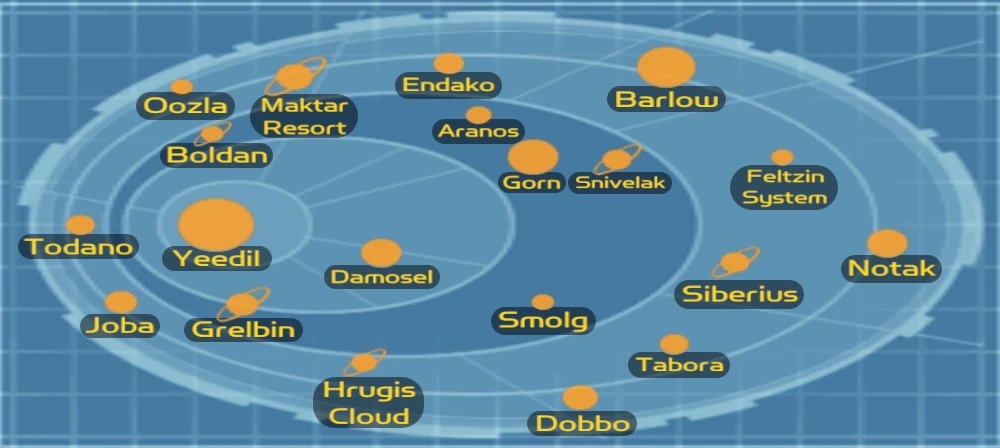 Endako
Barlow
Oozla
Maktar
Resort
Aranos
Boldan
Gorn
Snivelak
Feltzin
System
Todano
Yeedil
Damosel
Notak
Siberius
Joba
Grelbin
Smolg
Tabora
Hrugis
Cloud
Dobbo